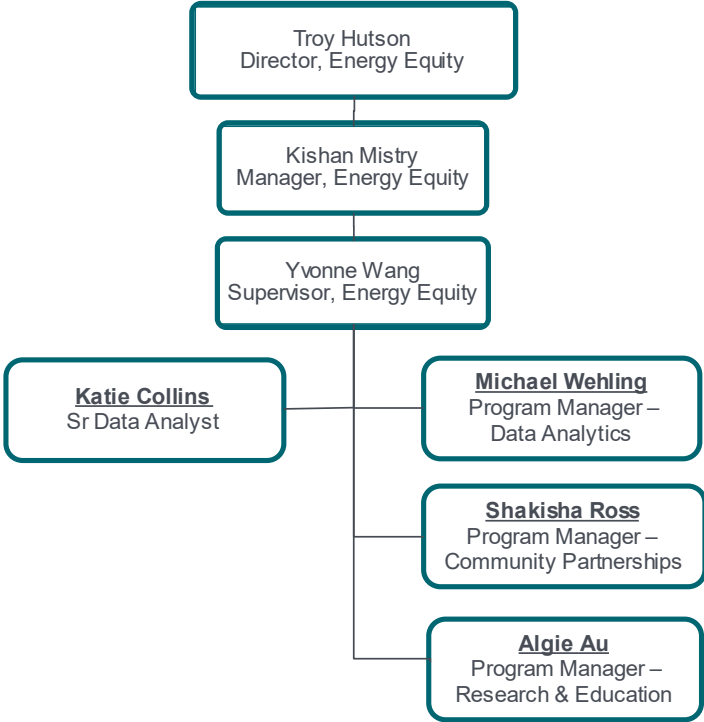 Troy Hutson
Director, Energy Equity
Kishan Mistry
Manager, Energy Equity
Yvonne Wang
Supervisor, Energy Equity
Katie Collins
Sr Data Analyst
Michael Wehling
Program Manager –
Data Analytics
Shakisha Ross
Program Manager –
Community Partnerships
Algie Au
Program Manager –
Research & Education